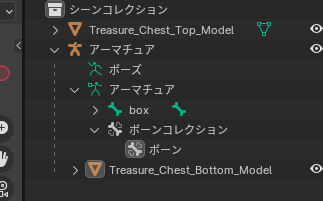 シーンコレクション
Treasure_Chest_Top_Model
アーマチュア
ポーズ
アーマチュア
box
ボーンコレクション
ボーン
Treasure_Chest_Bottom_Model